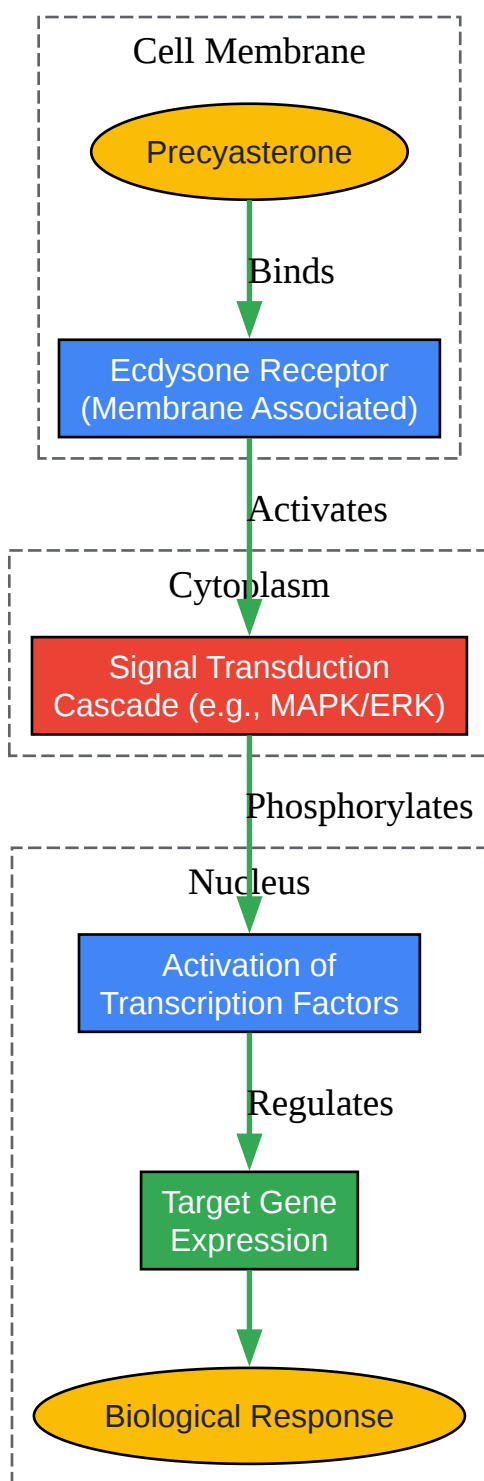 Cell Membrane
Precyasterone
Binds
Ecdysone Receptor
(Membrane Associated)
Activates
Cytoplasm
Signal Transduction
Cascade (e.g., MAPK/ERK)
Phosphorylates
Nucleus
Activation of
Transcription Factors
Regulates
Target Gene
Expression
Biological Response